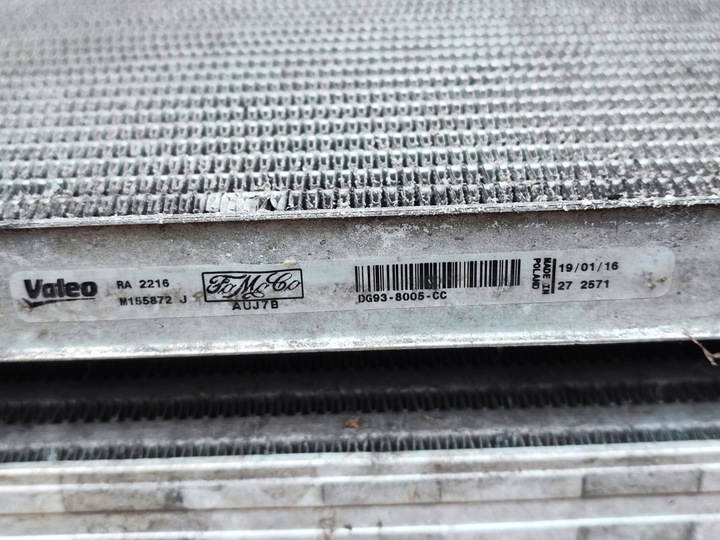 Valeo
RA 2216
M155872 J
FoMoCo
AUJ7B
DG93-8005-CC
MADE IN
POLAND
19/01/16
27 2571